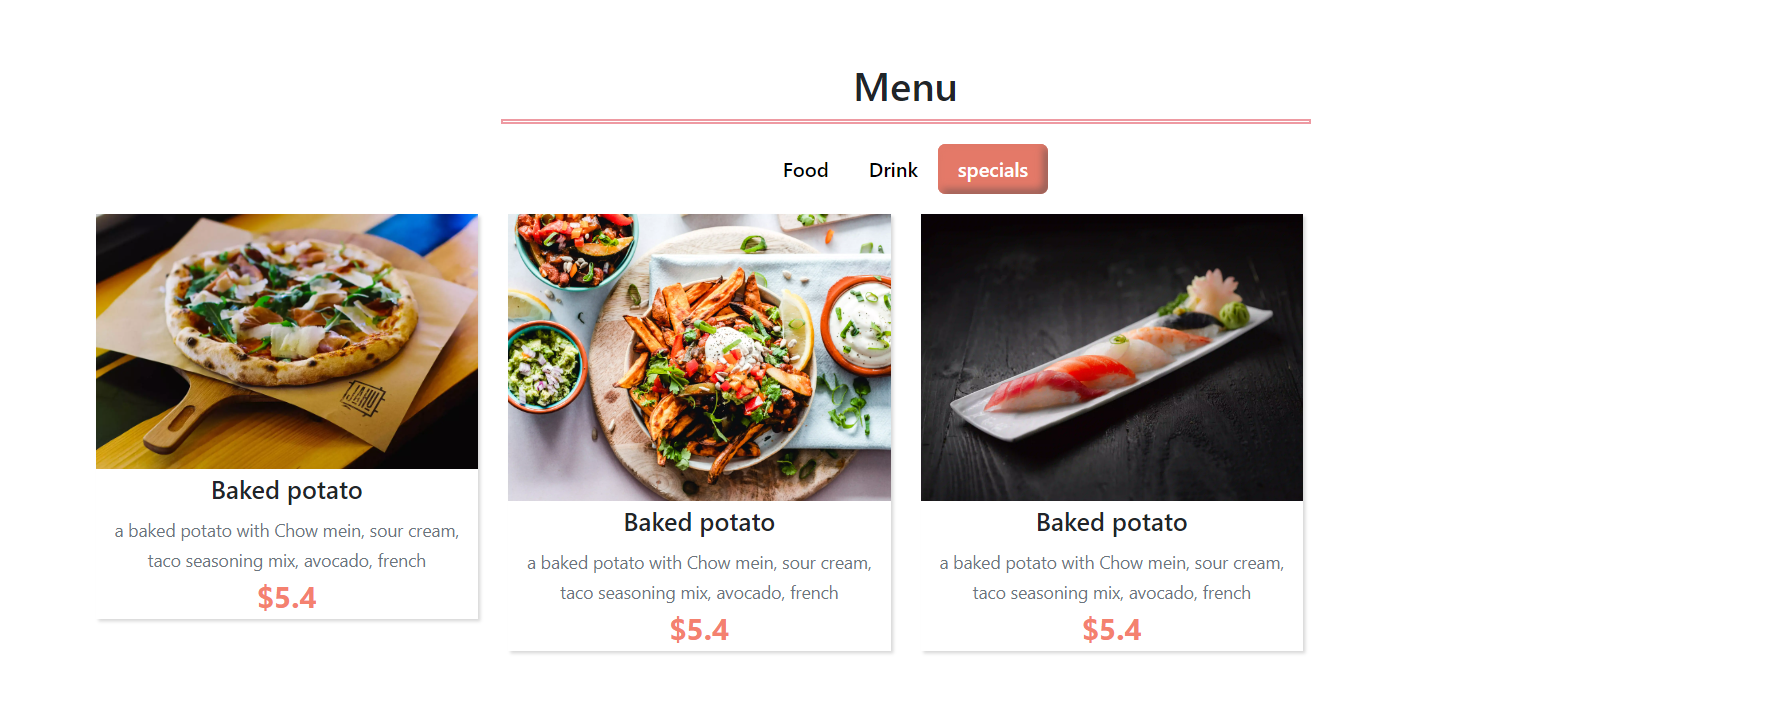 Menu
Food Drink specials
JAHU
Baked potato
a baked potato with Chow mein, sour cream,
taco seasoning mix, avocado, french
$5.4
Baked potato
a baked potato with Chow mein, sour cream,
taco seasoning mix, avocado, french
$5.4
Baked potato
a baked potato with Chow mein, sour cream,
taco seasoning mix, avocado, french
$5.4